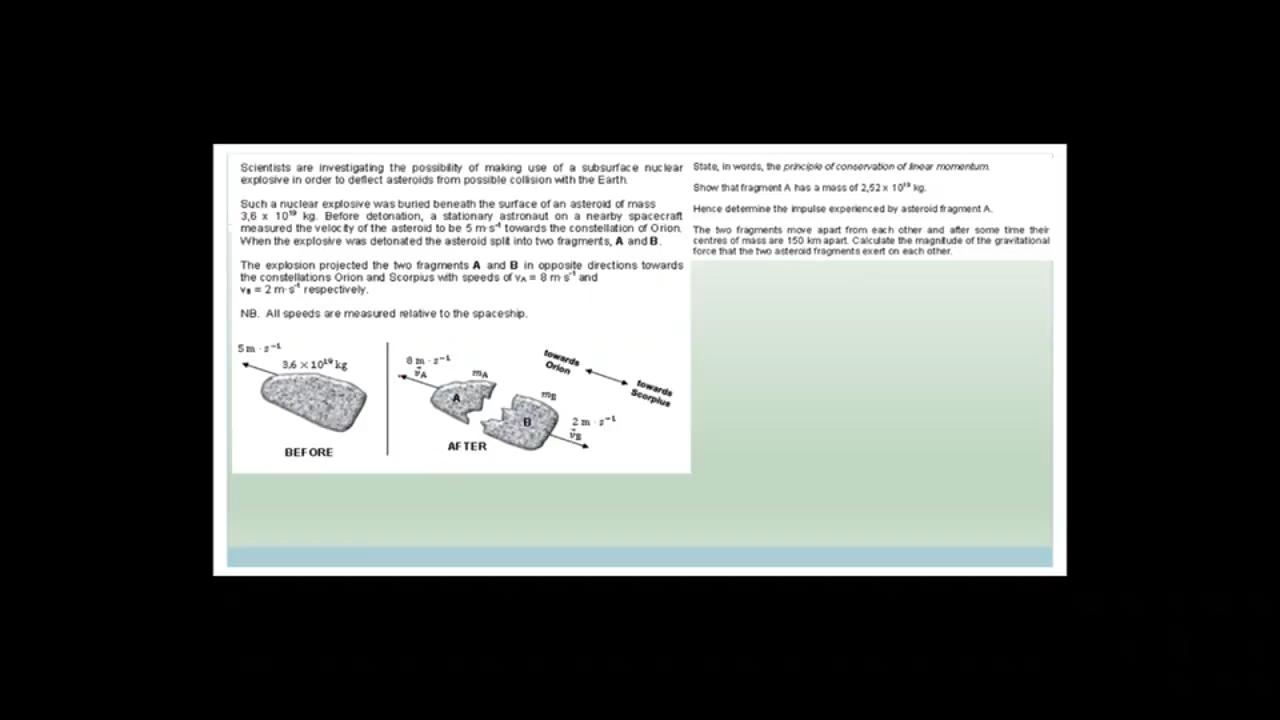 Scientists are investigating the possibility of making use of a subsurface nuclear
explosive in order to deflect asteroids from possible collision with the Earth.
Such a nuclear explosive was buried beneath the surface of an asteroid of mass
3,6 x 10¹⁹ kg. Before detonation, a stationary astronaut on a nearby spacecraft
measured the velocity of the asteroid to be 5 m·s⁻¹ towards the constellation of Orion.
When the explosive was detonated the asteroid split into two fragments, A and B.
The explosion projected the two fragments A and B in opposite directions towards
the constellations Orion and Scorpius with speeds of vA = 8 m·s⁻¹ and
vB = 2 m·s⁻¹ respectively.
NB. All speeds are measured relative to the spaceship.
5 m · s⁻¹
3,6 × 10¹⁹ kg
BEFORE
8 m · s⁻¹
v⃗A
mA
A
mB
B
2 m · s⁻¹
v⃗B
AFTER
towards
Orion
towards
Scorpius
State, in words, the principle of conservation of linear momentum.
Show that fragment A has a mass of 2,52 x 10¹⁹ kg.
Hence determine the impulse experienced by asteroid fragment A.
The two fragments move apart from each other and after some time their
centres of mass are 150 km apart. Calculate the magnitude of the gravitational
force that the two asteroid fragments exert on each other.